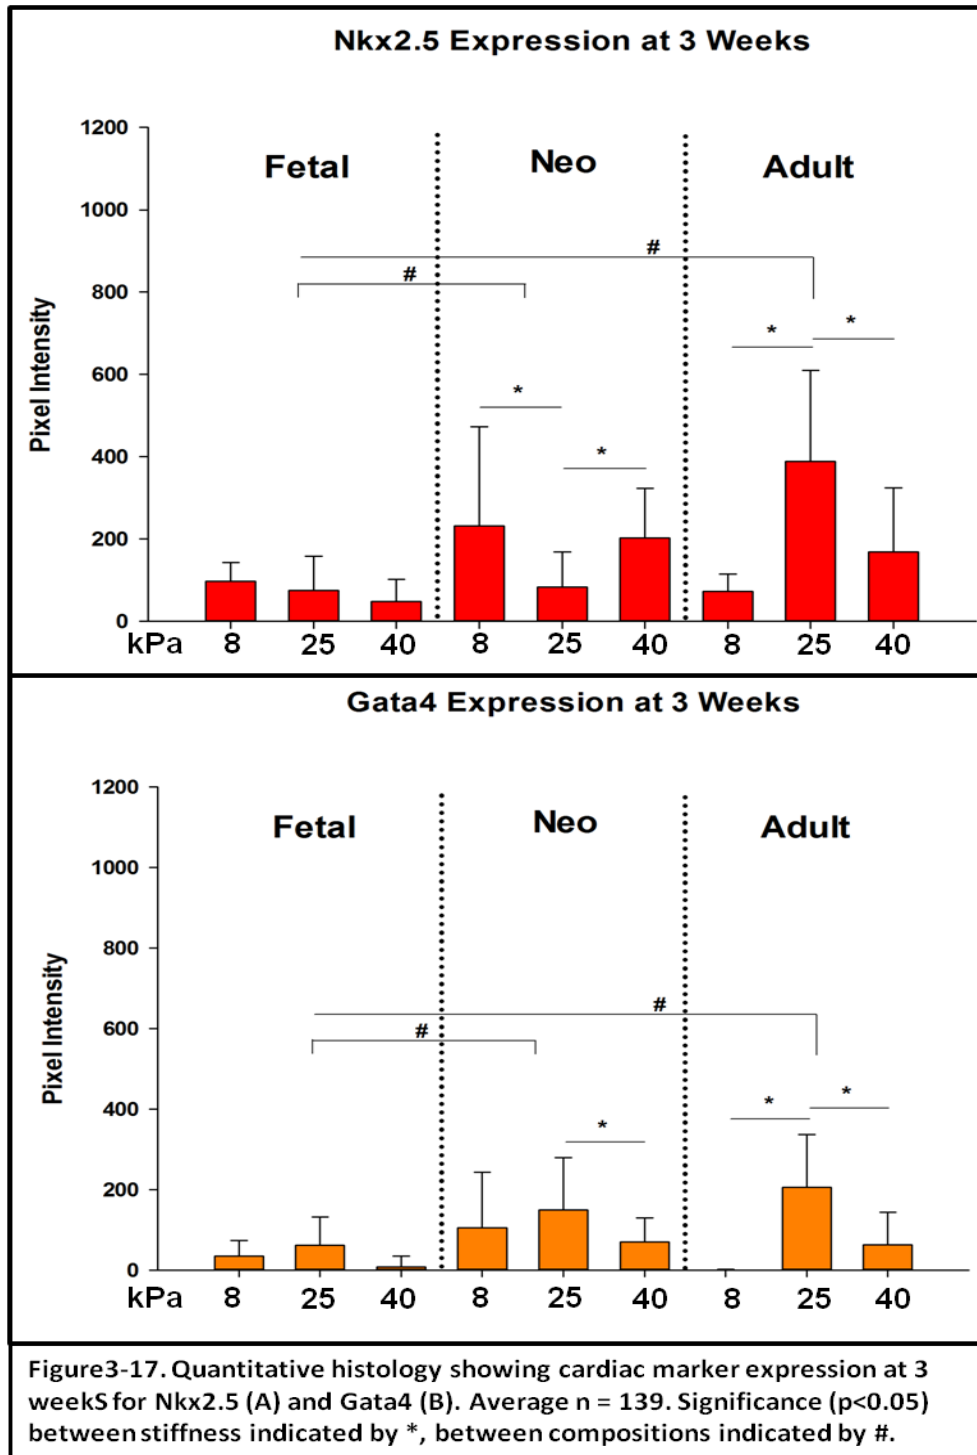 Nkx2.5 Expression at 3 Weeks
1200
1000
800
600
400
200
0
Pixel Intensity
Fetal Neo Adult
#
#
* *
*
*
kPa 8 25 40 8 25 40 8 25 40
Gata4 Expression at 3 Weeks
1200
1000
800
600
400
200
0
Pixel Intensity
Fetal Neo Adult
#
#
* *
*
kPa 8 25 40 8 25 40 8 25 40
Figure3-17. Quantitative histology showing cardiac marker expression at 3
weekS for Nkx2.5 (A) and Gata4 (B). Average n = 139. Significance (p<0.05)
between stiffness indicated by *, between compositions indicated by #.